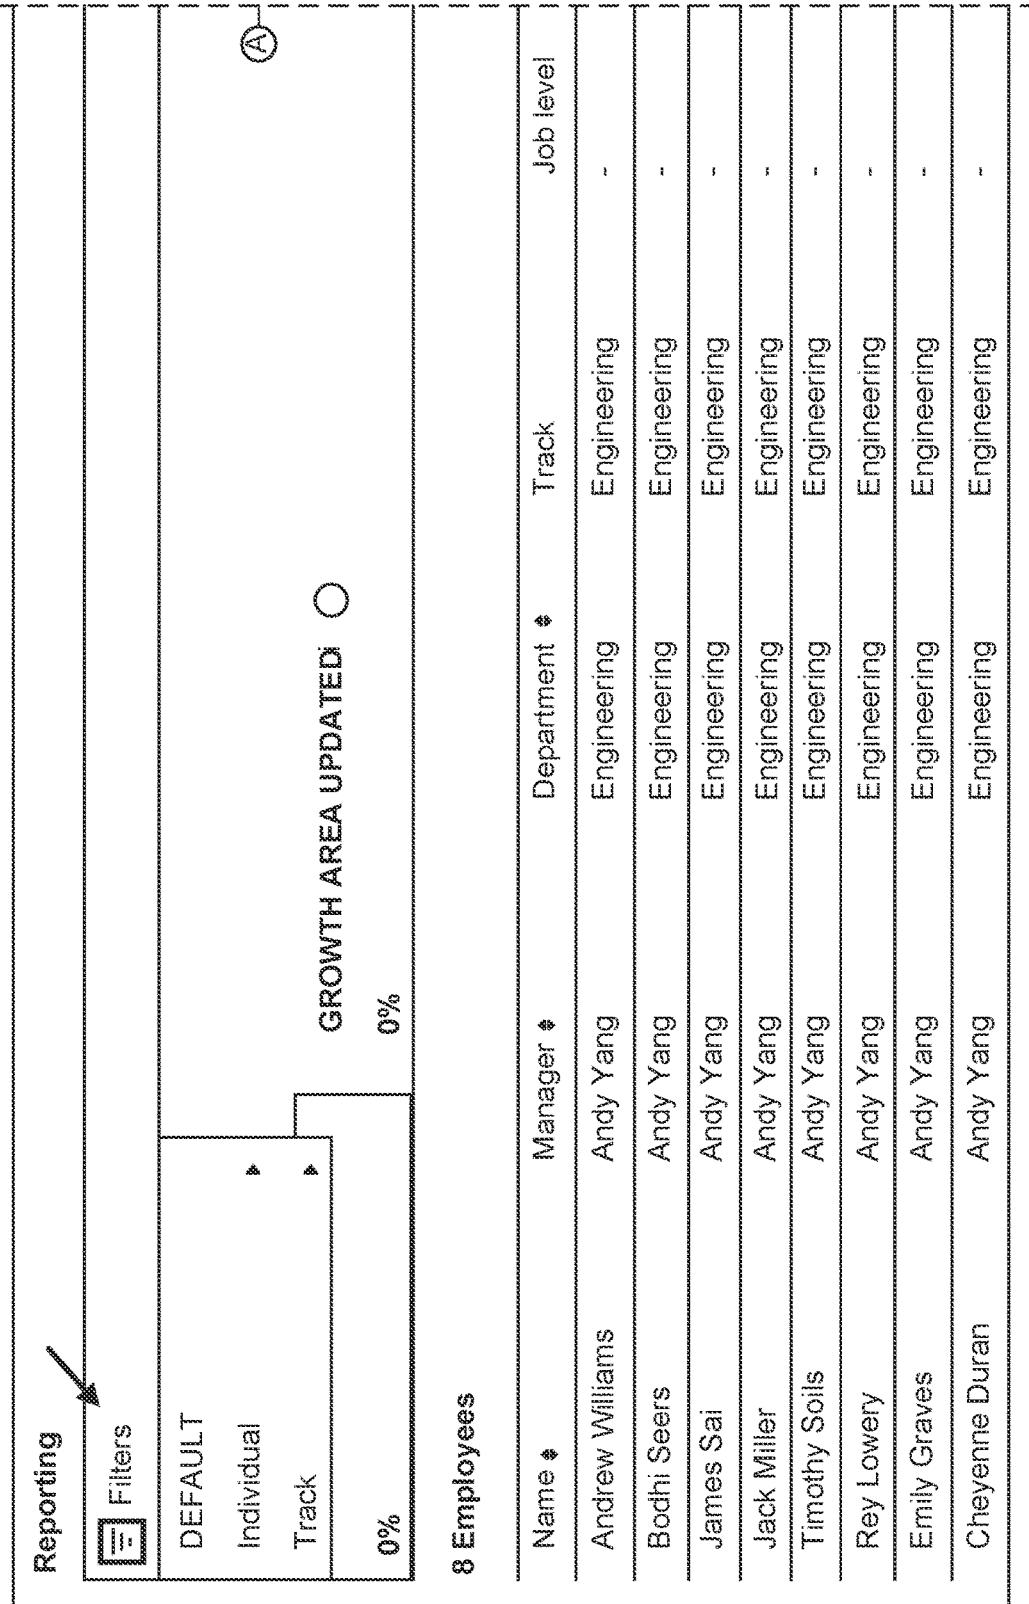 Reporting
Filters
DEFAULT
Individual
Track
A
GROWTH AREA UPDATED
0% 0%
8 Employees
Name Manager Department Track Job level
Andrew Williams Andy Yang Engineering Engineering -
Bodhi Seers Andy Yang Engineering Engineering -
James Sai Andy Yang Engineering Engineering -
Jack Miller Andy Yang Engineering Engineering -
Timothy Soils Andy Yang Engineering Engineering -
Rey Lowery Andy Yang Engineering Engineering -
Emily Graves Andy Yang Engineering Engineering -
Cheyenne Duran Andy Yang Engineering Engineering -